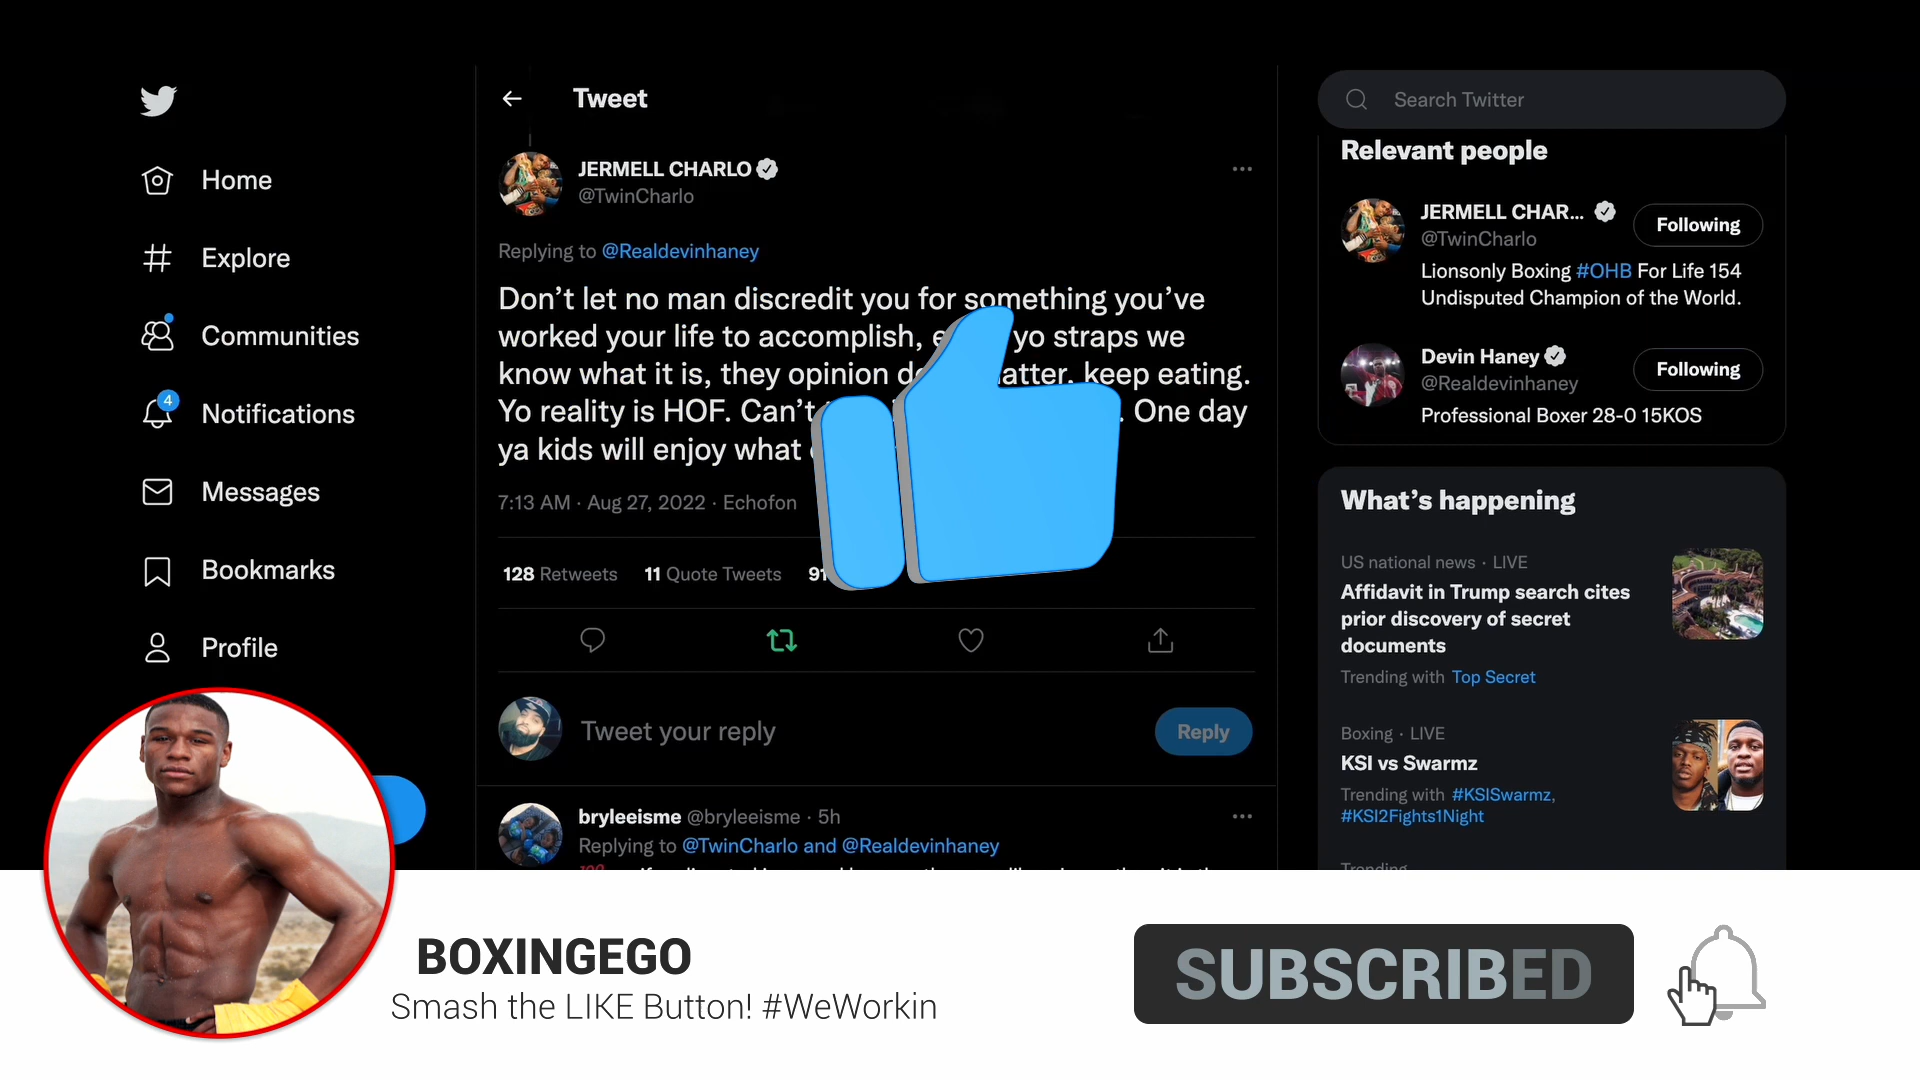 Tweet
Search Twitter
Home
Explore
Communities
4
Notifications
Messages
Bookmarks
Profile
JERMELL CHARLO
@TwinCharlo
Replying to @Realdevinhaney
Don’t let no man discredit you for something you’ve
worked your life to accomplish, yo straps we
know what it is, they opinion keep eating.
Yo reality is HOF. Can’t One day
ya kids will enjoy what
7:13 AM · Aug 27, 2022 · Echofon
128 Retweets 11 Quote Tweets
Tweet your reply
Reply
bryleeisme @bryleeisme · 5h
Replying to @TwinCharlo and @Realdevinhaney
Relevant people
JERMELL CHAR...
@TwinCharlo
Following
Lionsonly Boxing #OHB For Life 154
Undisputed Champion of the World.
Devin Haney
@Realdevinhaney
Following
Professional Boxer 28-0 15KOS
What’s happening
US national news · LIVE
Affidavit in Trump search cites
prior discovery of secret
documents
Trending with Top Secret
Boxing · LIVE
KSI vs Swarmz
Trending with #KSISwarmz,
#KSI2Fights1Night
Trending
BOXINGEGO
Smash the LIKE Button! #WeWorkin
SUBSCRIBED